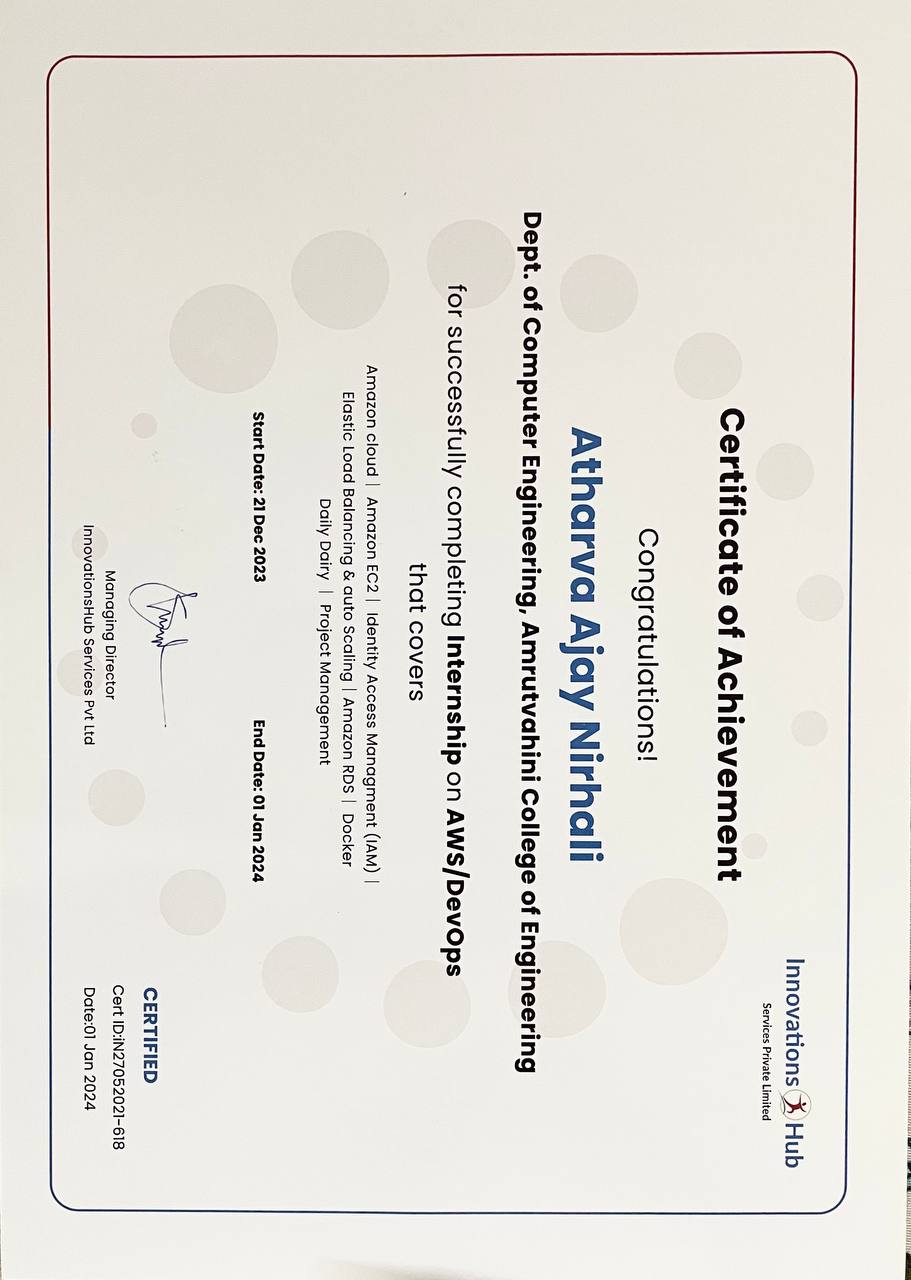 Innovations Hub
Services Private Limited
Certificate of Achievement
Congratulations!
Atharva Ajay Nirhali
Dept. of Computer Engineering, Amrutvahini College of Engineering
for successfully completing Internship on AWS/DevOps
that covers
Amazon cloud | Amazon EC2 | Identity Access Managment (IAM) |
Elastic Load Balancing & auto Scaling | Amazon RDS | Docker
Daily Dairy | Project Management
Start Date: 21 Dec 2023 End Date: 01 Jan 2024
Managing Director
InnovationsHub Services Pvt Ltd
CERTIFIED
Cert ID:iN27052021-618
Date:01 Jan 2024